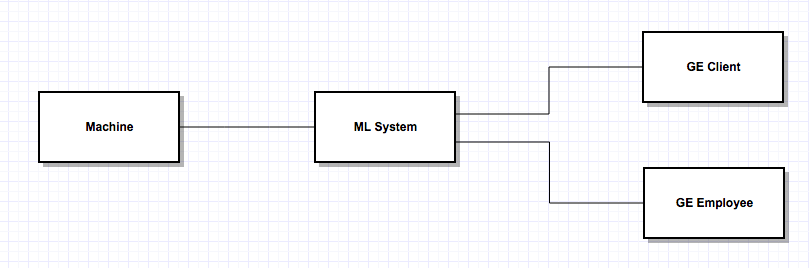 GE Client
Machine
ML System
GE Employee